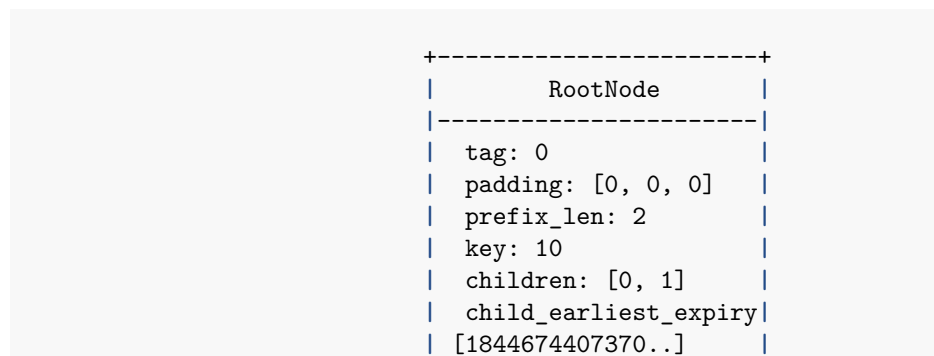 +-----------------------+
|        RootNode       |
|-----------------------|
|  tag: 0               |
|  padding: [0, 0, 0]   |
|  prefix_len: 2        |
|  key: 10              |
|  children: [0, 1]     |
|  child_earliest_expiry|
| [1844674407370..]     |